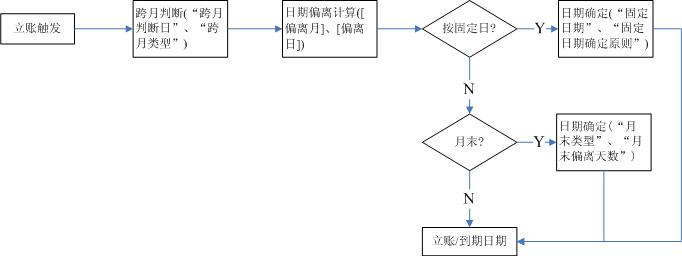 立账触发
跨月判断(“跨月
判断日”、“跨
月类型”)
日期偏离计算([
偏离月]、[偏离
日])
按固定日?
Y
日期确定(“固定
日期”、“固定
日期确定原则”)
N
月末?
Y
日期确定(“月
末类型”、“月
末偏离天数”)
N
立账/到期日期